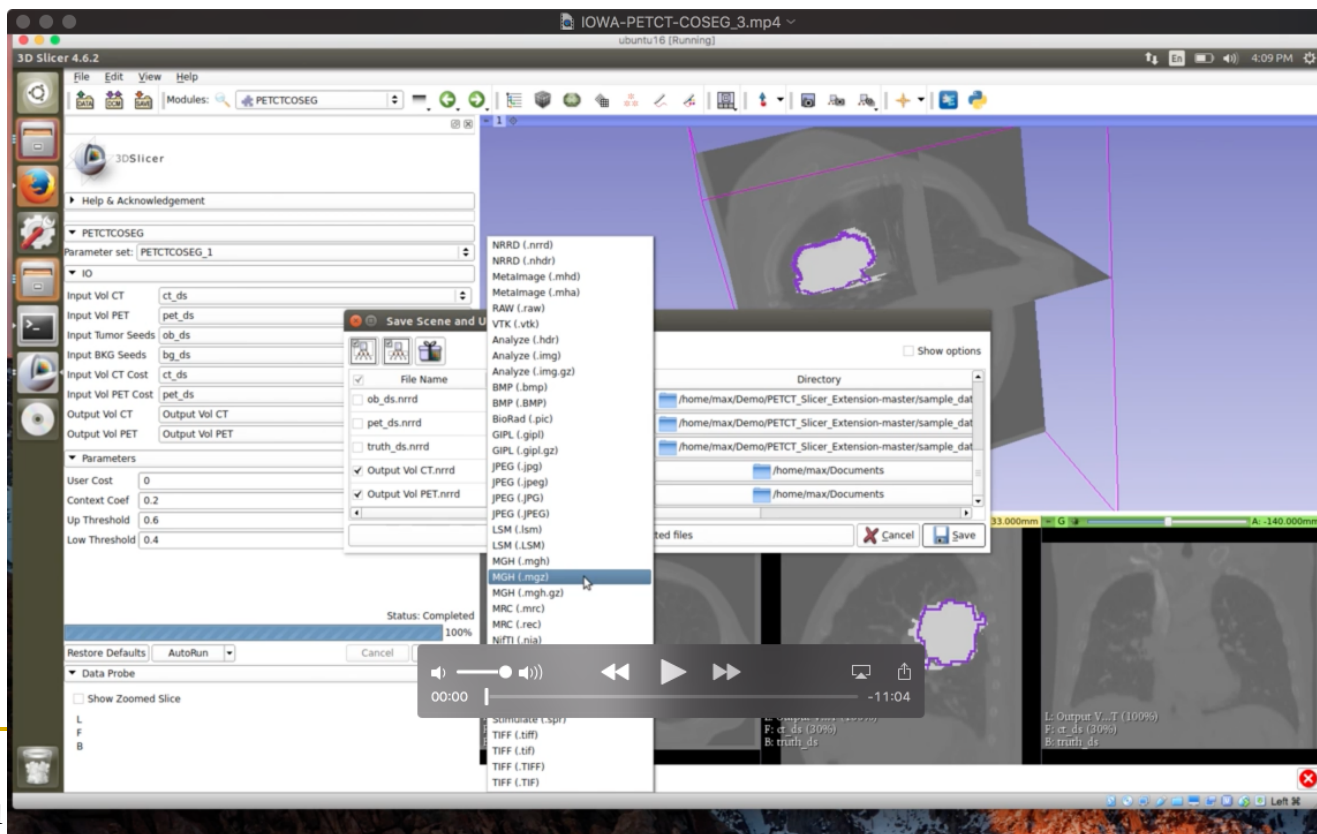 IOWA-PETCT-COSEG_3.mp4
ubuntu16 [Running]
3D Slicer 4.6.2
En
4:09 PM
File Edit View Help
DATA DCM SAVE Modules: PETCTCOSEG
1
3DSlicer
Help & Acknowledgement
PETCTCOSEG
Parameter set: PETCTCOSEG_1
IO
Input Vol CT ct_ds
Input Vol PET pet_ds
Input Tumor Seeds ob_ds
Input BKG Seeds bg_ds
Input Vol CT Cost ct_ds
Input Vol PET Cost pet_ds
Output Vol CT Output Vol CT
Output Vol PET Output Vol PET
Parameters
User Cost 0
Context Coef 0.2
Up Threshold 0.6
Low Threshold 0.4
Status: Completed
100%
Restore Defaults AutoRun Cancel
Data Probe
Show Zoomed Slice
L
F
B
Save Scene and U
Show options
File Name
Directory
ob_ds.nrrd
/home/max/Demo/PETCT_Slicer_Extension-master/sample_dat
pet_ds.nrrd
/home/max/Demo/PETCT_Slicer_Extension-master/sample_dat
truth_ds.nrrd
/home/max/Demo/PETCT_Slicer_Extension-master/sample_dat
Output Vol CT.nrrd
/home/max/Documents
Output Vol PET.nrrd
/home/max/Documents
ted files
Cancel Save
NRRD (.nrrd)
NRRD (.nhdr)
MetaImage (.mhd)
MetaImage (.mha)
RAW (.raw)
VTK (.vtk)
Analyze (.hdr)
Analyze (.img)
Analyze (.img.gz)
BMP (.bmp)
BMP (.BMP)
BioRad (.pic)
GIPL (.gipl)
GIPL (.gipl.gz)
JPEG (.jpg)
JPEG (.jpeg)
JPEG (.JPG)
JPEG (.JPEG)
LSM (.lsm)
LSM (.LSM)
MGH (.mgh)
MGH (.mgz)
MGH (.mgh.gz)
MRC (.mrc)
MRC (.rec)
NifTI (.nia)
Stimulate (.spr)
TIFF (.tiff)
TIFF (.tif)
TIFF (.TIFF)
TIFF (.TIF)
33.000mm
G
A: -140.000mm
00:00
-11:04
L: Output V...T (100%)
F: ct_ds (30%)
B: truth_ds
L: Output V...T (100%)
F: ct_ds (30%)
B: truth_ds
Left ⌘